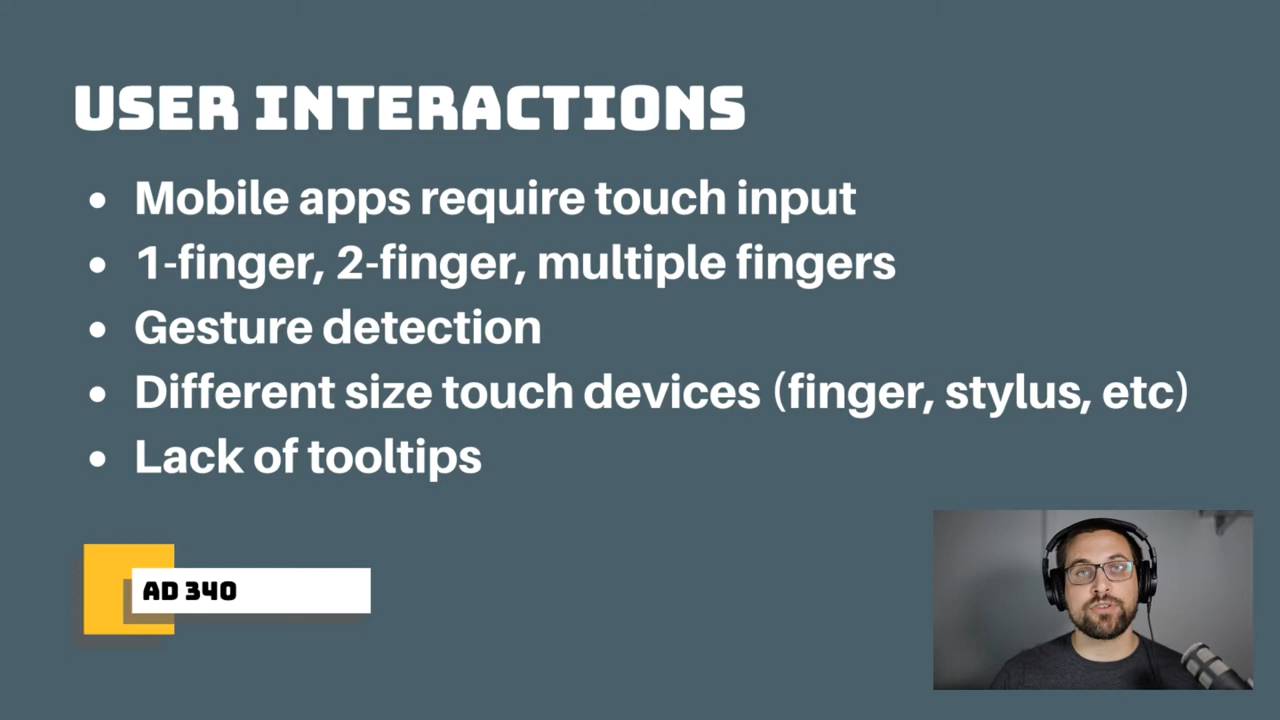 USER INTERACTIONS
• Mobile apps require touch input
• 1-finger, 2-finger, multiple fingers
• Gesture detection
• Different size touch devices (finger, stylus, etc)
• Lack of tooltips
AD 340